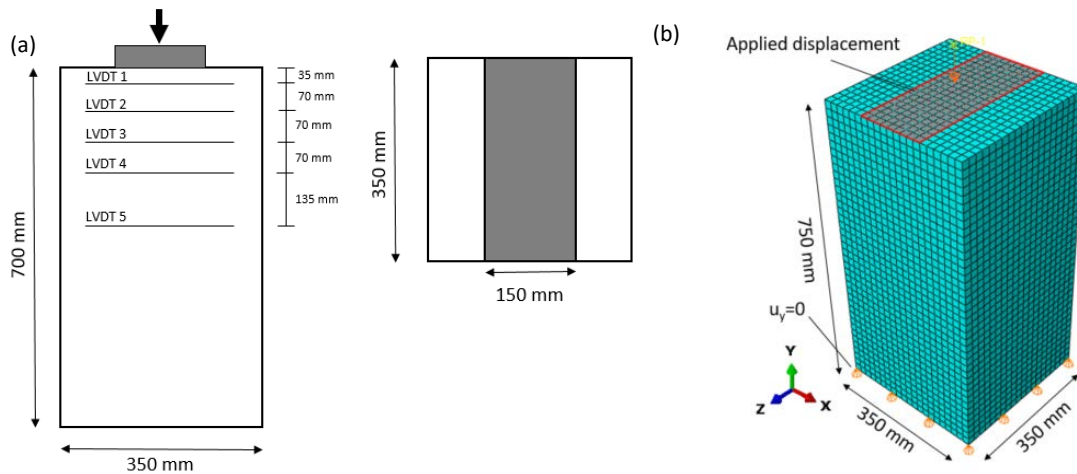 (a)
LVDT 1
LVDT 2
LVDT 3
LVDT 4
LVDT 5
35 mm
70 mm
70 mm
70 mm
135 mm
700 mm
350 mm
350 mm
150 mm
(b)
Applied displacement
750 mm
uy=0
Y
Z
X
350 mm
350 mm